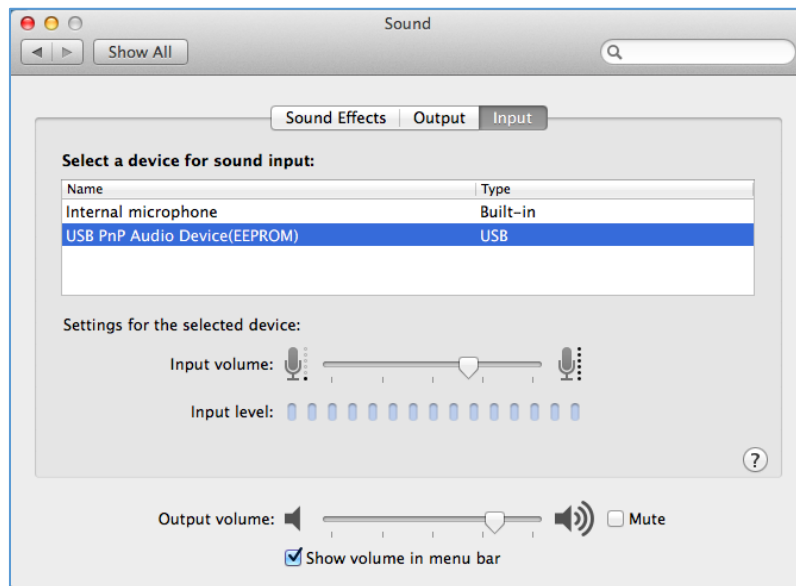 Sound
Show All
Sound Effects Output Input
Select a device for sound input:
Name Type
Internal microphone Built-in
USB PnP Audio Device(EEPROM) USB
Settings for the selected device:
Input volume:
Input level:
?
Output volume: Mute
Show volume in menu bar